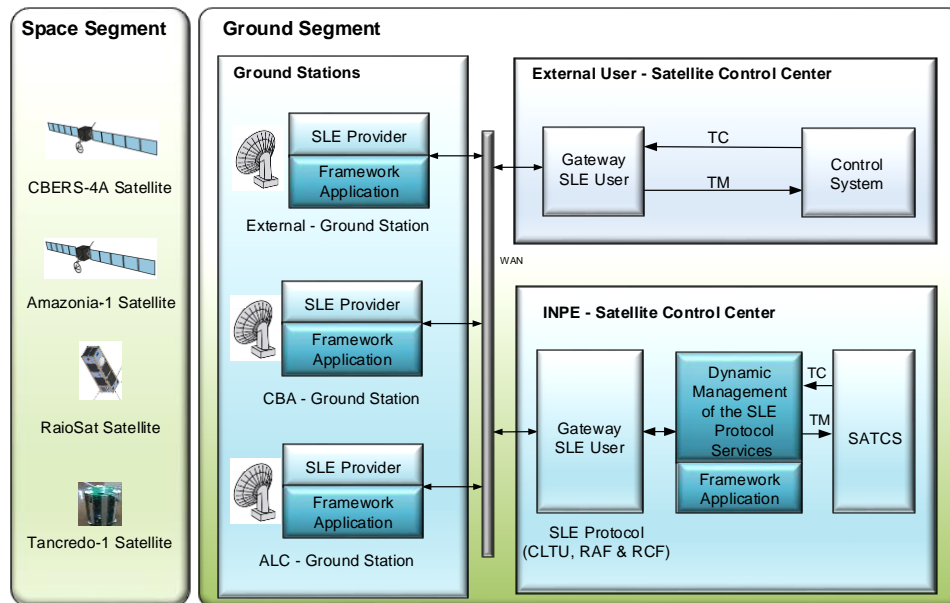 Space Segment
CBERS-4A Satellite
Amazonia-1 Satellite
RaioSat Satellite
Tancredo-1 Satellite
Ground Segment
Ground Stations
SLE Provider
Framework
Application
External - Ground Station
SLE Provider
Framework
Application
CBA - Ground Station
SLE Provider
Framework
Application
ALC - Ground Station
WAN
External User - Satellite Control Center
Gateway
SLE User
TC
TM
Control
System
INPE - Satellite Control Center
Gateway
SLE User
SLE Protocol
(CLTU, RAF & RCF)
Dynamic
Management
of the SLE
Protocol
Services
Framework
Application
TC
TM
SATCS